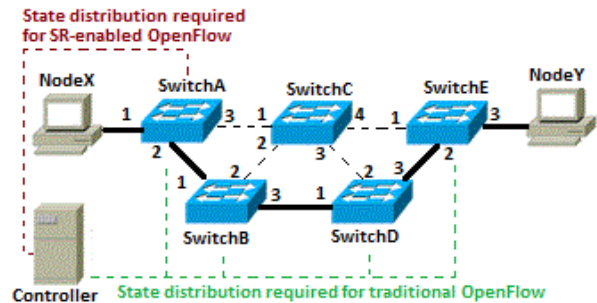 State distribution required
for SR-enabled OpenFlow
NodeX
SwitchA
SwitchC
SwitchE
NodeY
1
3
1
4
1
3
2
2
3
2
2
1
2
3
1
3
SwitchB
SwitchD
Controller
State distribution required for traditional OpenFlow